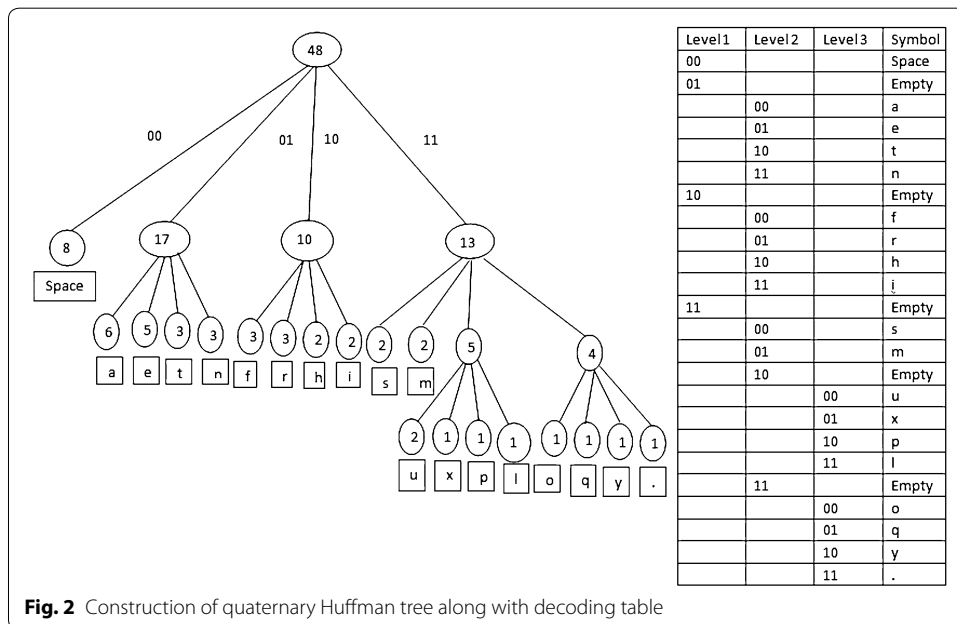 48
00
01
10
11
8
17
10
13
Space
6
5
3
3
3
3
2
2
2
2
5
4
a
e
t
n
f
r
h
i
s
m
2
1
1
1
1
1
1
1
u
x
p
l
o
q
y
.
Level1 Level2 Level3 Symbol
00 Space
01 Empty
00 a
01 e
10 t
11 n
10 Empty
00 f
01 r
10 h
11 i
11 Empty
00 s
01 m
10 Empty
00 u
01 x
10 p
11 l
11 Empty
00 o
01 q
10 y
11 .
Fig. 2 Construction of quaternary Huffman tree along with decoding table